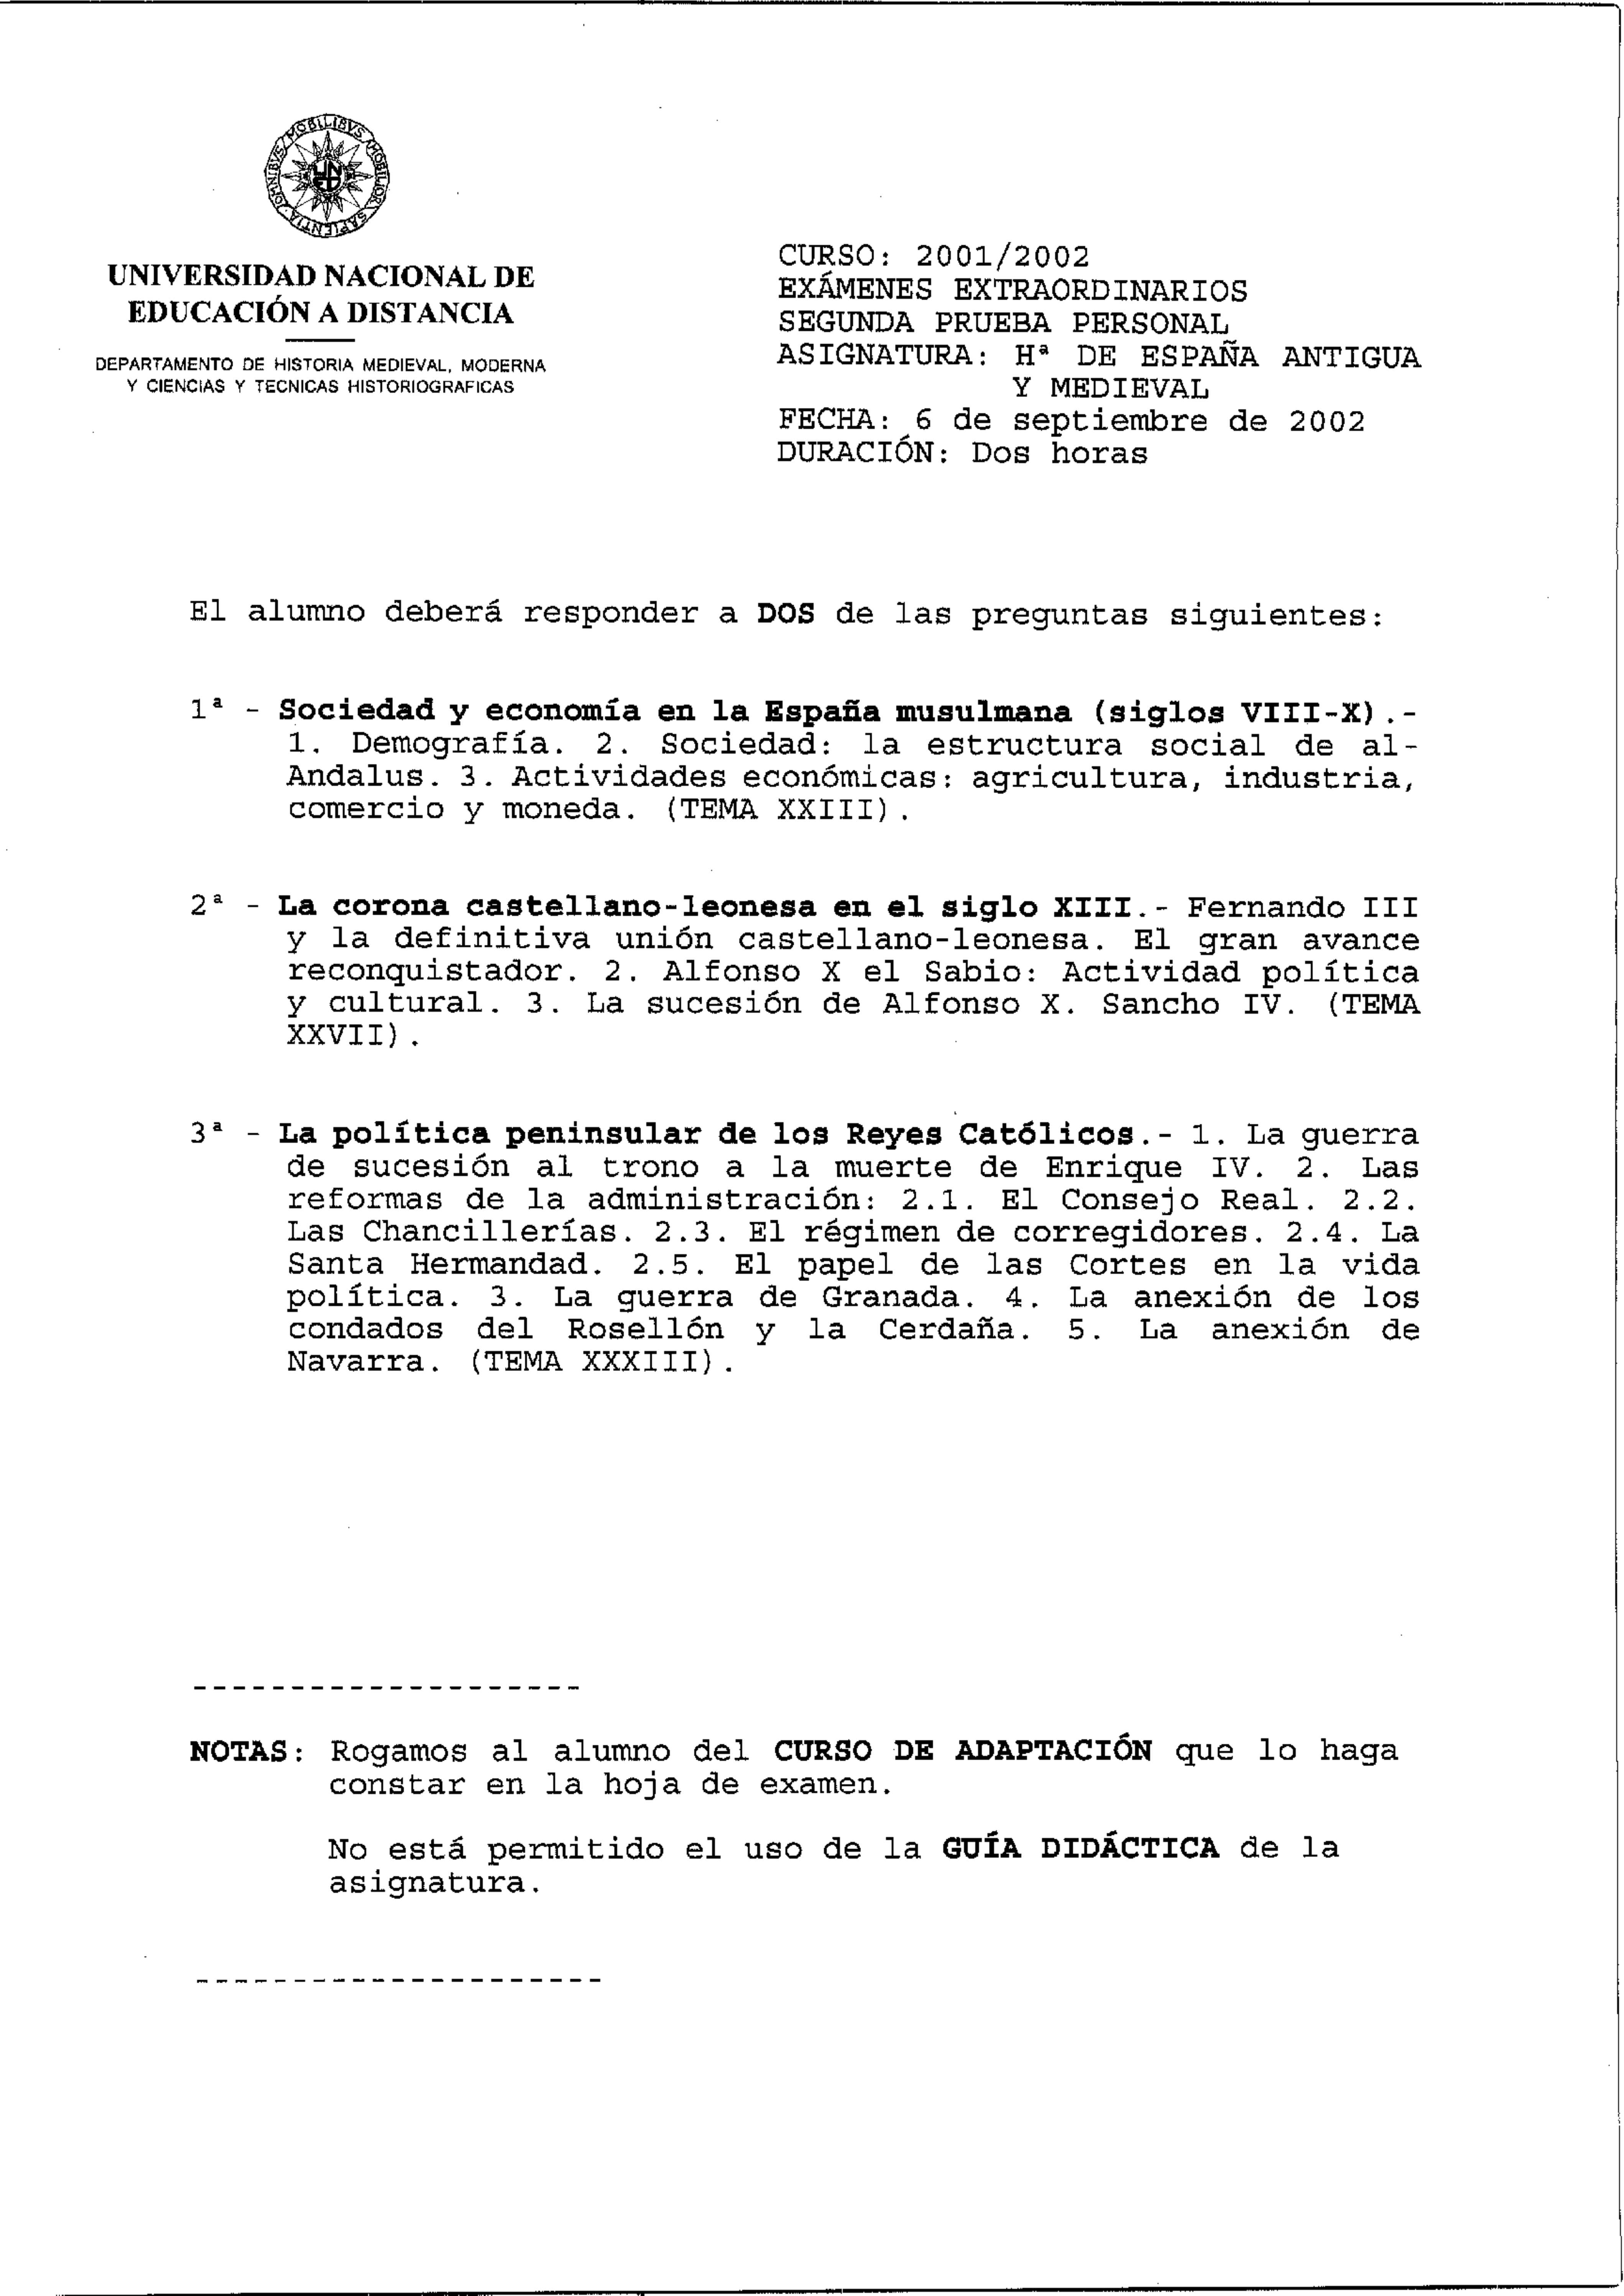 OMNIBVS MOBILIBVS MOBILIOR SAPIENTIA
UNED
UNIVERSIDAD NACIONAL DE
EDUCACIÓN A DISTANCIA
DEPARTAMENTO DE HISTORIA MEDIEVAL, MODERNA
Y CIENCIAS Y TECNICAS HISTORIOGRAFICAS
CURSO: 2001/2002
EXÁMENES EXTRAORDINARIOS
SEGUNDA PRUEBA PERSONAL
ASIGNATURA: Hª DE ESPAÑA ANTIGUA
Y MEDIEVAL
FECHA: 6 de septiembre de 2002
DURACIÓN: Dos horas
El alumno deberá responder a DOS de las preguntas siguientes:
1ª - Sociedad y economía en la España musulmana (siglos VIII-X).-
1. Demografía. 2. Sociedad: la estructura social de al-
Andalus. 3. Actividades económicas: agricultura, industria,
comercio y moneda. (TEMA XXIII).
2ª - La corona castellano-leonesa en el siglo XIII.- Fernando III
y la definitiva unión castellano-leonesa. El gran avance
reconquistador. 2. Alfonso X el Sabio: Actividad política
y cultural. 3. La sucesión de Alfonso X. Sancho IV. (TEMA
XXVII).
3ª - La política peninsular de los Reyes Católicos.- 1. La guerra
de sucesión al trono a la muerte de Enrique IV. 2. Las
reformas de la administración: 2.1. El Consejo Real. 2.2.
Las Chancillerías. 2.3. El régimen de corregidores. 2.4. La
Santa Hermandad. 2.5. El papel de las Cortes en la vida
política. 3. La guerra de Granada. 4. La anexión de los
condados del Rosellón y la Cerdaña. 5. La anexión de
Navarra. (TEMA XXXIII).
--------------------
NOTAS: Rogamos al alumno del CURSO DE ADAPTACIÓN que lo haga
constar en la hoja de examen.
No está permitido el uso de la GUÍA DIDÁCTICA de la
asignatura.
---------------------